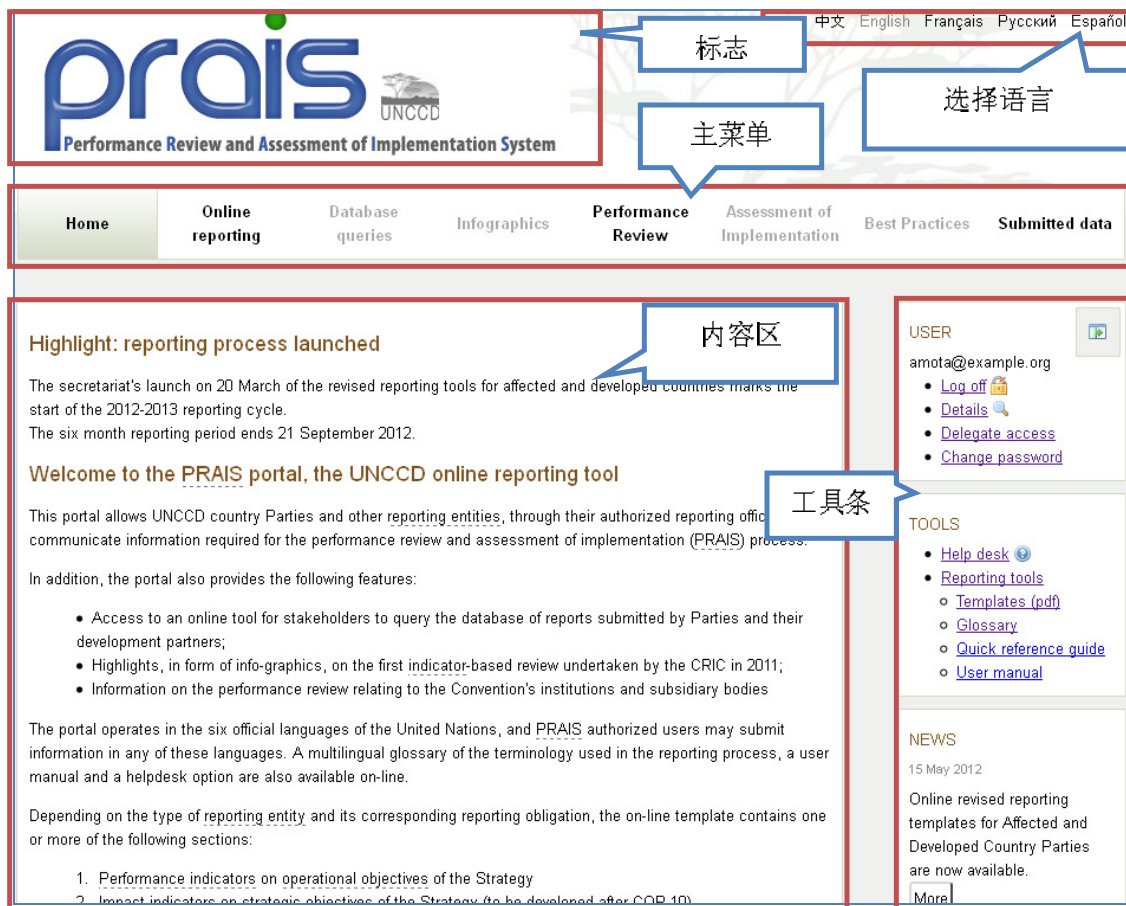 中文 English Français Русский Español
标志
选择语言
主菜单
prais
UNCCD
Performance Review and Assessment of Implementation System
Home
Online reporting
Database queries
Infographics
Performance Review
Assessment of Implementation
Best Practices
Submitted data
内容区
Highlight: reporting process launched
The secretariat's launch on 20 March of the revised reporting tools for affected and developed countries marks the
start of the 2012-2013 reporting cycle.
The six month reporting period ends 21 September 2012.
Welcome to the PRAIS portal, the UNCCD online reporting tool
This portal allows UNCCD country Parties and other reporting entities, through their authorized reporting
communicate information required for the performance review and assessment of implementation (PRAIS) process.
In addition, the portal also provides the following features:
• Access to an online tool for stakeholders to query the database of reports submitted by Parties and their
development partners;
• Highlights, in form of info-graphics, on the first indicator-based review undertaken by the CRIC in 2011;
• Information on the performance review relating to the Convention's institutions and subsidiary bodies
The portal operates in the six official languages of the United Nations, and PRAIS authorized users may submit
information in any of these languages. A multilingual glossary of the terminology used in the reporting process, a user
manual and a helpdesk option are also available on-line.
Depending on the type of reporting entity and its corresponding reporting obligation, the on-line template contains one
or more of the following sections:
1. Performance indicators on operational objectives of the Strategy
2. Impact indicators on strategic objectives of the Strategy (to be developed after COP 10)
工具条
USER
amota@example.org
• Log off
• Details
• Delegate access
• Change password
TOOLS
• Help desk
• Reporting tools
Templates (pdf)
Glossary
Quick reference guide
User manual
NEWS
15 May 2012
Online revised reporting
templates for Affected and
Developed Country Parties
are now available.
More